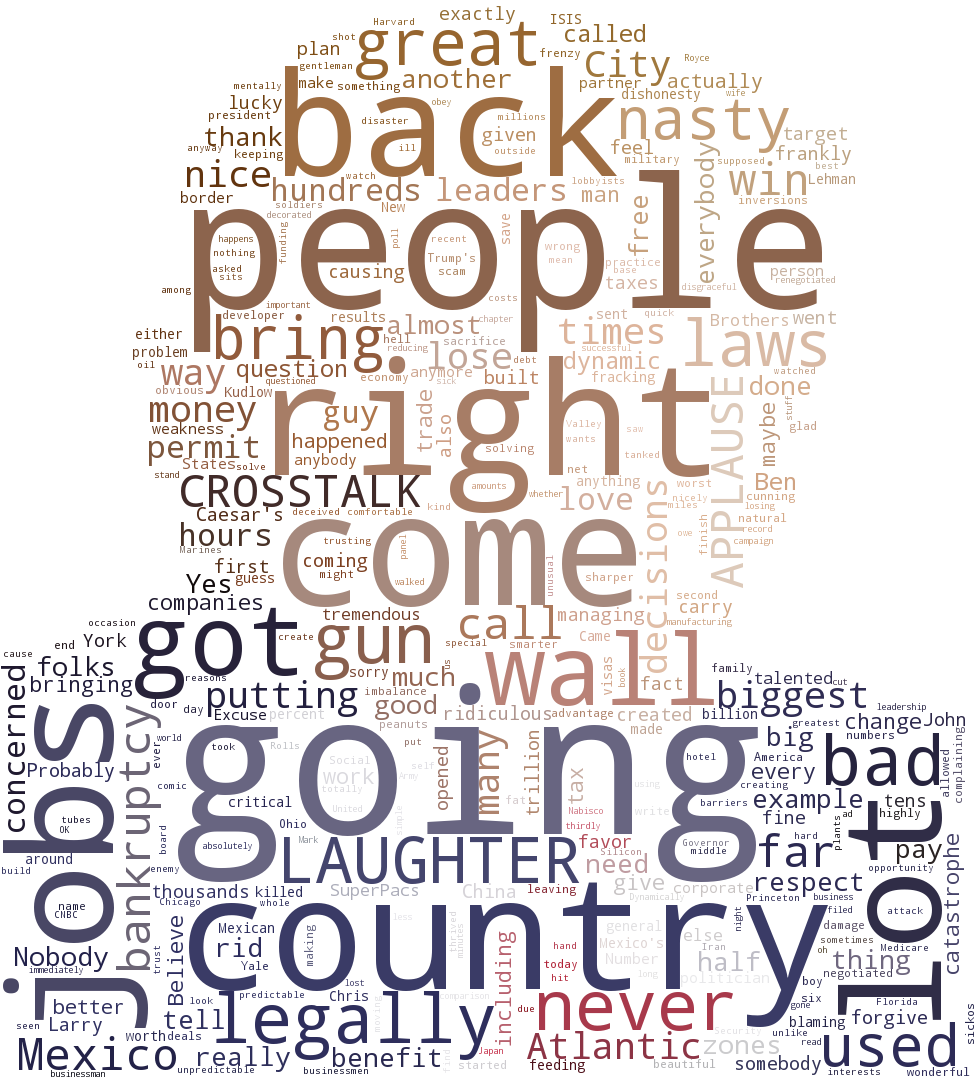 exactly ISIS
Harvard great called
shot plan frenzy City Royce
gentleman make something another partner actually
mentally back dishonesty wife
lucky obey millions nasty
president disaster given target
thank ill outside feel frankly
anyway keeping watch military supposed best
nice lobbyists win Lehman
border hundreds leaders man everybody inversions
soldiers decorated New save free
people
happens nothing asked sits funding poll recent Trump's scam wrong mean practice base person
among causing taxes disgraceful renegotiated
important costs
developer results chapter sent quick Brothers went
either bring almost times laws
problem hell reducing sacrifice successful
oil way question lose debt dynamic watched
obvious Kudlow questioned economy anymore sick built fracking done stuff
money right guy trade also Valley APPLAUSE maybe glad
weakness happened wants saw
permit anybody solving tanked
States solve net anything worst Ben
stand CROSSTALK amounts whether love nicely cunning
Caesar's deceived comfortable kind miles losing
hours come decisions natural
Marines trusting panel owe finish record campaign
first coming unusual
Yes guess might walked sharper second
companies tremendous managing carry
occasion got gun call Came manufacturing
cause end York create special smarter wall
folks reasons sorry much us visas book fact family talented cut leadership
concerned bringing putting imbalance biggest
door day good ridiculous advantage created billion greatest change John
jobs bankruptcy Excuse percent peanuts made big numbers
world ever took Rolls put opened many hotel America bad allowed complaining
Probably going Social work self Army trillion tax every
comic critical totally fat using creating example tens
tubes OK Ohio United simple Nabisco write barriers fine plants ad highly
board absolutely Mark thirdly favor Governor middle hard far lot pay
around LAUGHTER Silicon need
build enemy opportunity catastrophe
thousands killed SuperPacs China leaving give corporate respect
name CNBC Chicago whole country less Princeton business
trust Mexican making thrived minutes general night filed attack
Nobody Believe rid hand Mexico's else Iran damage
Yale today Number half sometimes Medicare
immediately predictable lost hit long politician oh thing
better look Chris comparison including boy negotiated
Larry tell legally moving never due six gone Florida
seen worth deals Security blaming forgive
Mexico really benefit find Japan Atlantic zones unlike read used sickos
businessman unpredictable businessmen started feeding beautiful somebody interests wonderful